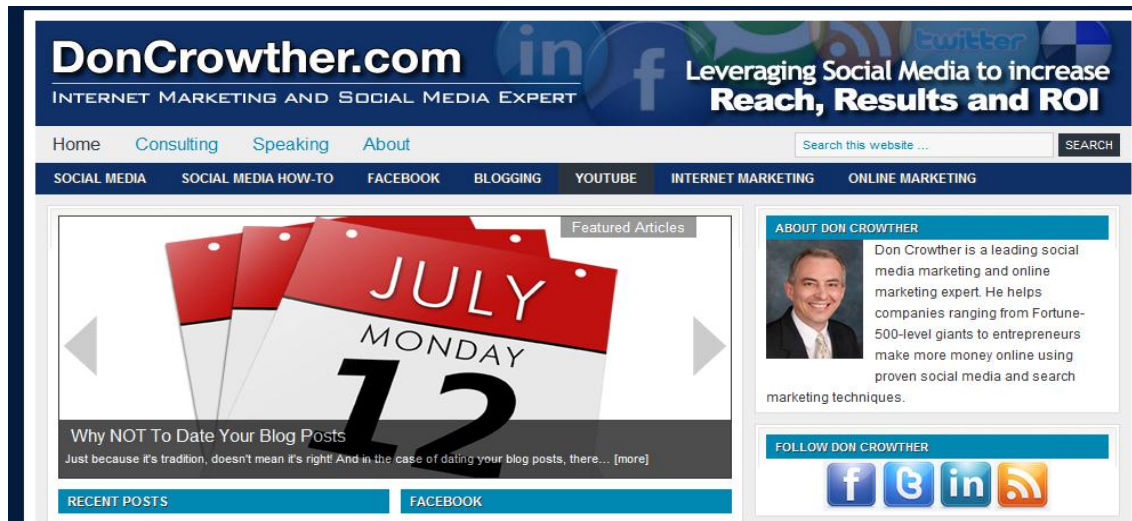 DonCrowther.com
INTERNET MARKETING AND SOCIAL MEDIA EXPERT
in
f
twitter
Leveraging Social Media to increase
Reach, Results and ROI
Home Consulting Speaking About
Search this website ...
SEARCH
SOCIAL MEDIA SOCIAL MEDIA HOW-TO FACEBOOK BLOGGING YOUTUBE INTERNET MARKETING ONLINE MARKETING
Featured Articles
JULY
MONDAY
12
Why NOT To Date Your Blog Posts
Just because it's tradition, doesn't mean it's right! And in the case of dating your blog posts, there... [more]
RECENT POSTS
FACEBOOK
ABOUT DON CROWTHER
Don Crowther is a leading social
media marketing and online
marketing expert. He helps
companies ranging from Fortune-
500-level giants to entrepreneurs
make more money online using
proven social media and search
marketing techniques.
FOLLOW DON CROWTHER
f t in